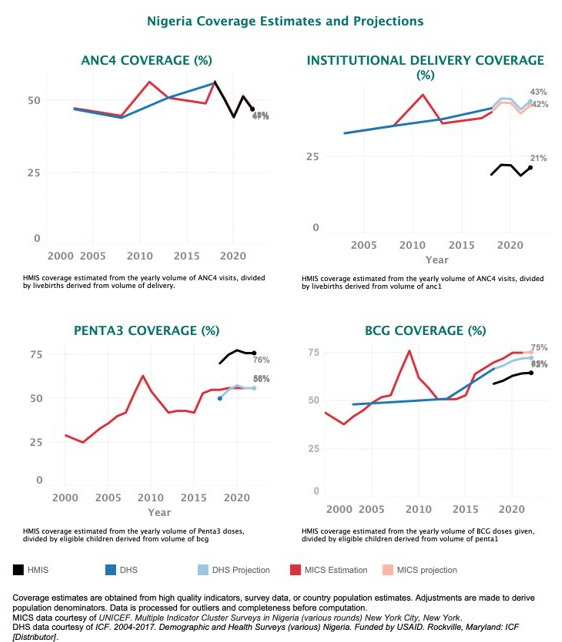 Nigeria Coverage Estimates and Projections
ANC4 COVERAGE (%)
50
25
0
2000 2005 2010 2015 2020
HMIS coverage estimated from the yearly volume of ANC4 visits, divided
by livebirths derived from volume of delivery.
INSTITUTIONAL DELIVERY COVERAGE
(%)
43%
42%
25
21%
0
2005 2010 2015 2020
Year
HMIS coverage estimated from the yearly volume of ANC4 visits, divided
by livebirths derived from volume of anc1
PENTA3 COVERAGE (%)
75
76%
50
25
0
2000 2005 2010 2015 2020
Year
HMIS coverage estimated from the yearly volume of Penta3 doses,
divided by eligible children derived from volume of bcg
BCG COVERAGE (%)
75%
75
50
25
0
2000 2005 2010 2015 2020
HMIS coverage estimated from the yearly volume of BCG doses given,
divided by eligible children derived from volume of penta1
HMIS DHS DHS Projection MICS Estimation MICS projection
Coverage estimates are obtained from high quality indicators, survey data, or country population estimates. Adjustments are made to derive
population denominators. Data is processed for outliers and completeness before computation.
MICS data courtesy of UNICEF. Multiple Indicator Cluster Surveys in Nigeria (various rounds) New York City, New York.
DHS data courtesy of ICF. 2004-2017. Demographic and Health Surveys (various) Nigeria. Funded by USAID. Rockville, Maryland: ICF
[Distributor].